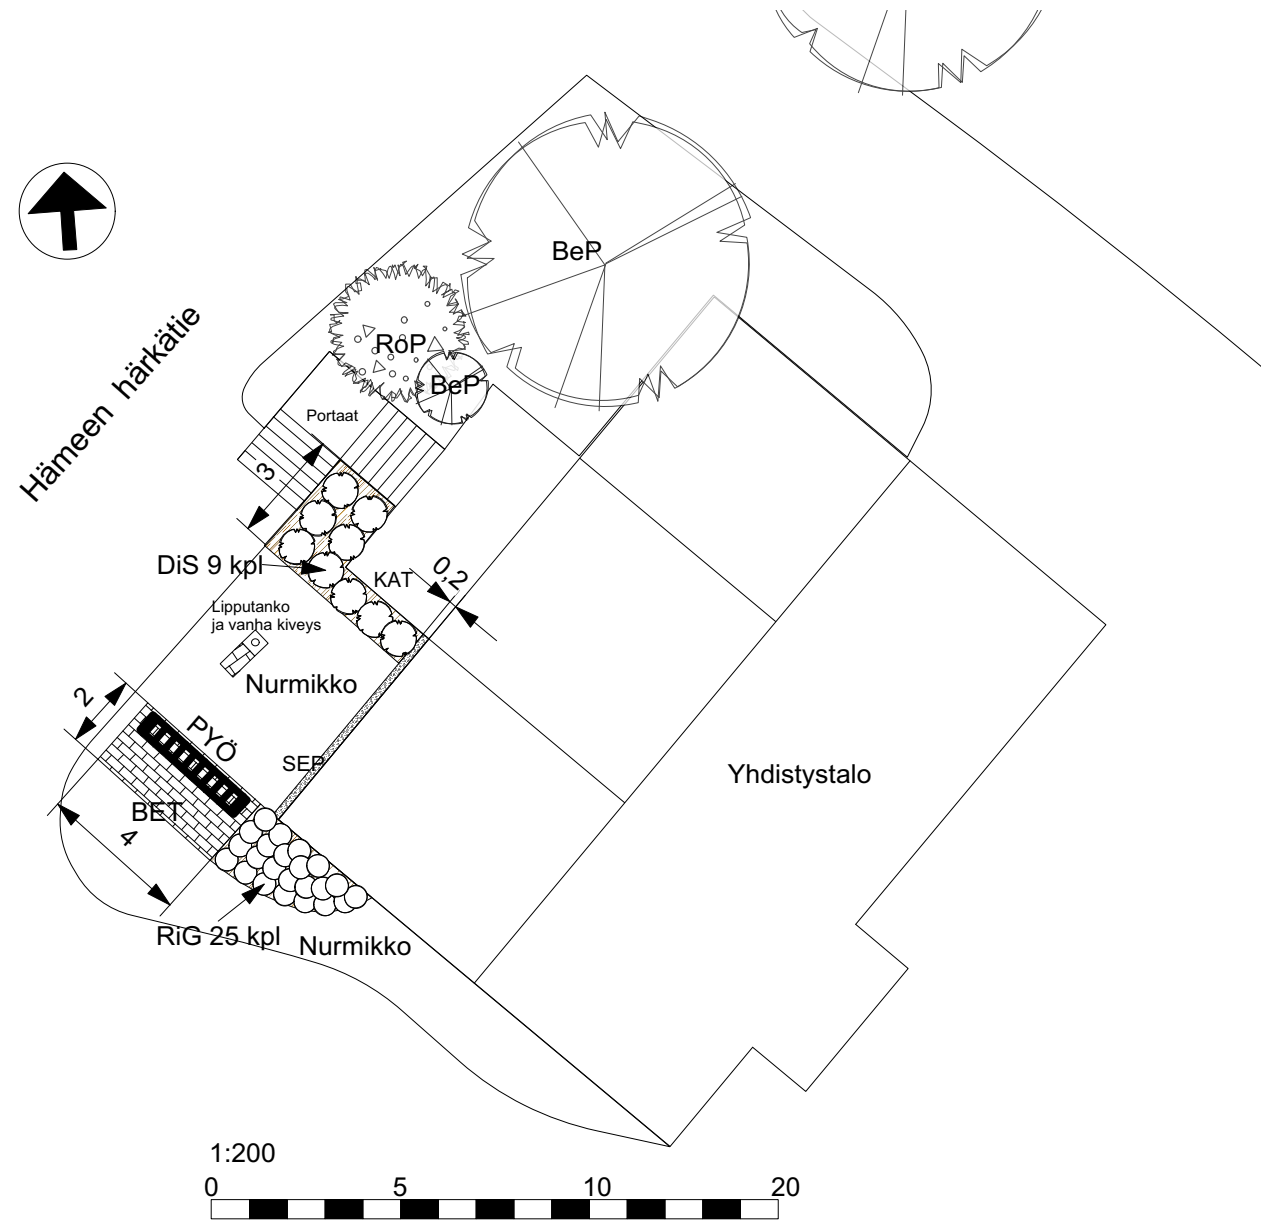 BeP
Hämeen härkätie
RoP
BeP
Portaat
3
DiS 9 kpl
KAT
0,2
Lipputanko
ja vanha kiveys
Nurmikko
2
PYÖ
SEP
Yhdistystalo
BET
4
RiG 25 kpl
Nurmikko
1:200
0 5 10 20